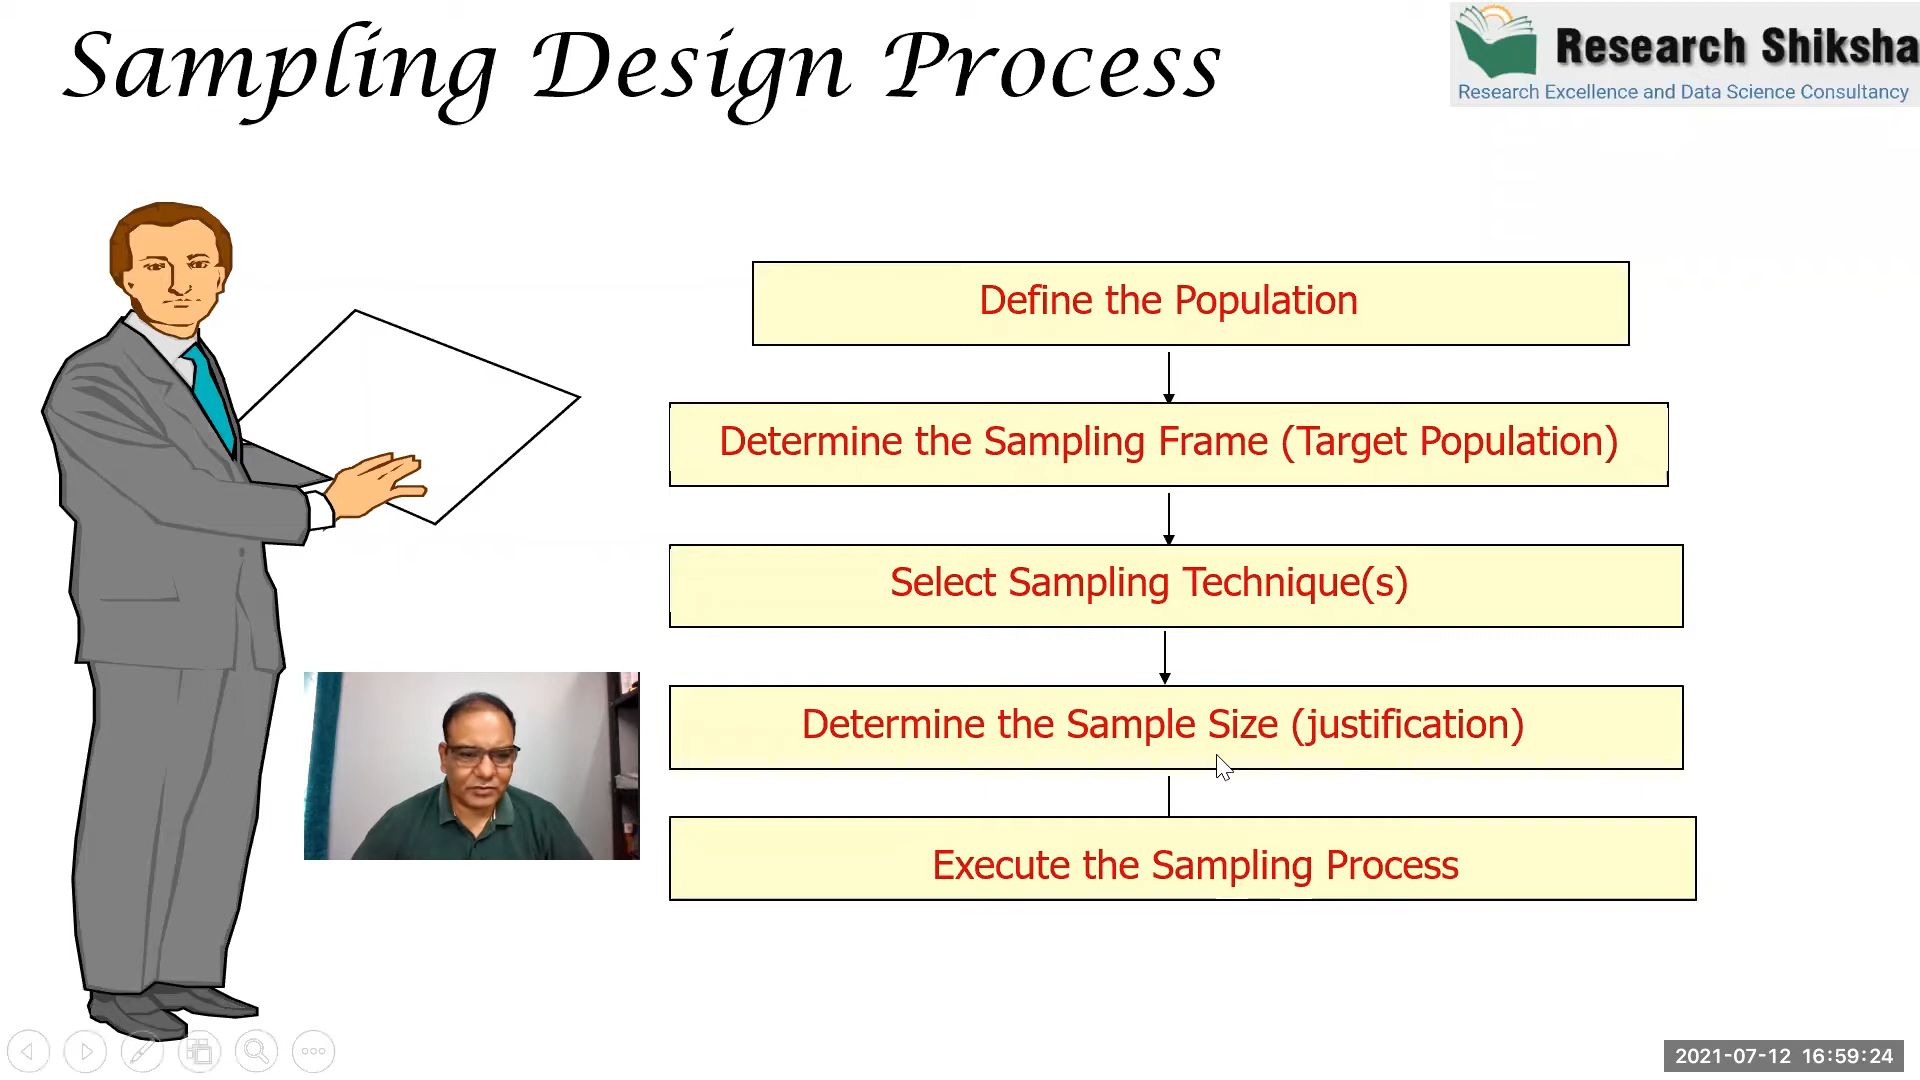 Sampling Design Process
Research Shiksha
Research Excellence and Data Science Consultancy
Define the Population
Determine the Sampling Frame (Target Population)
Select Sampling Technique(s)
Determine the Sample Size (justification)
Execute the Sampling Process
2021-07-12 16:59:24